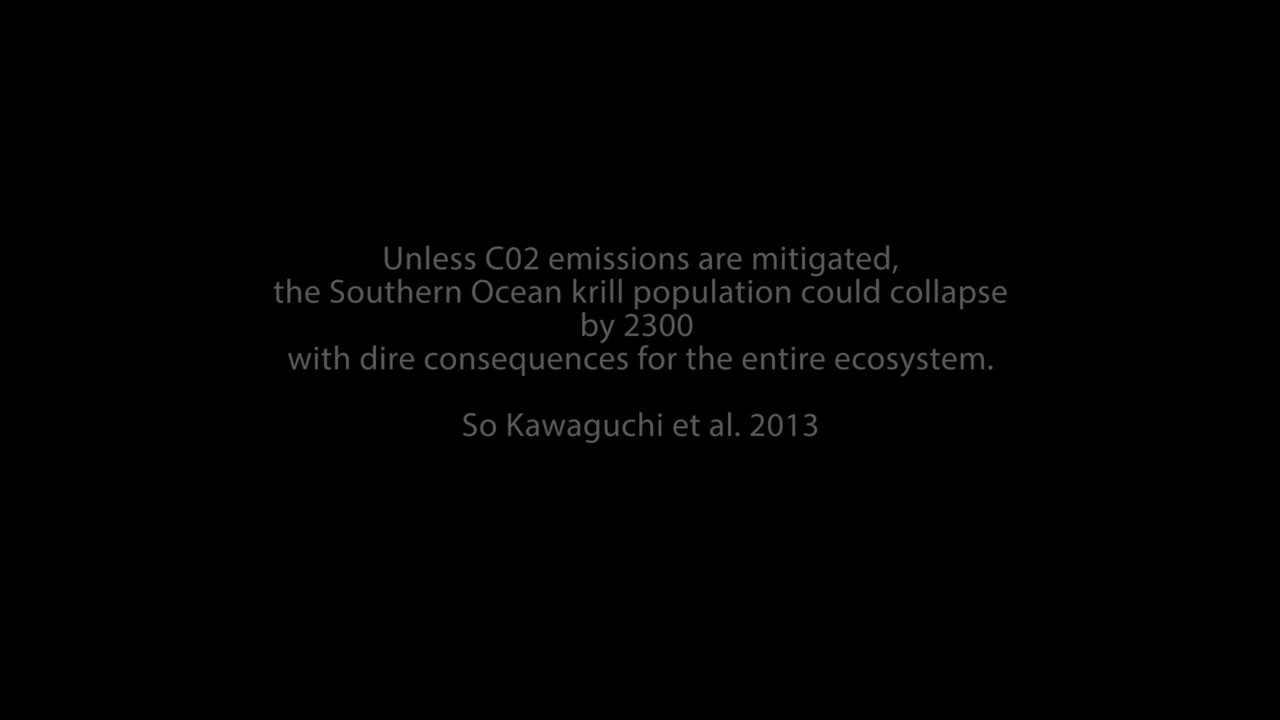 Unless C02 emissions are mitigated,
the Southern Ocean krill population could collapse
by 2300
with dire consequences for the entire ecosystem.
So Kawaguchi et al. 2013